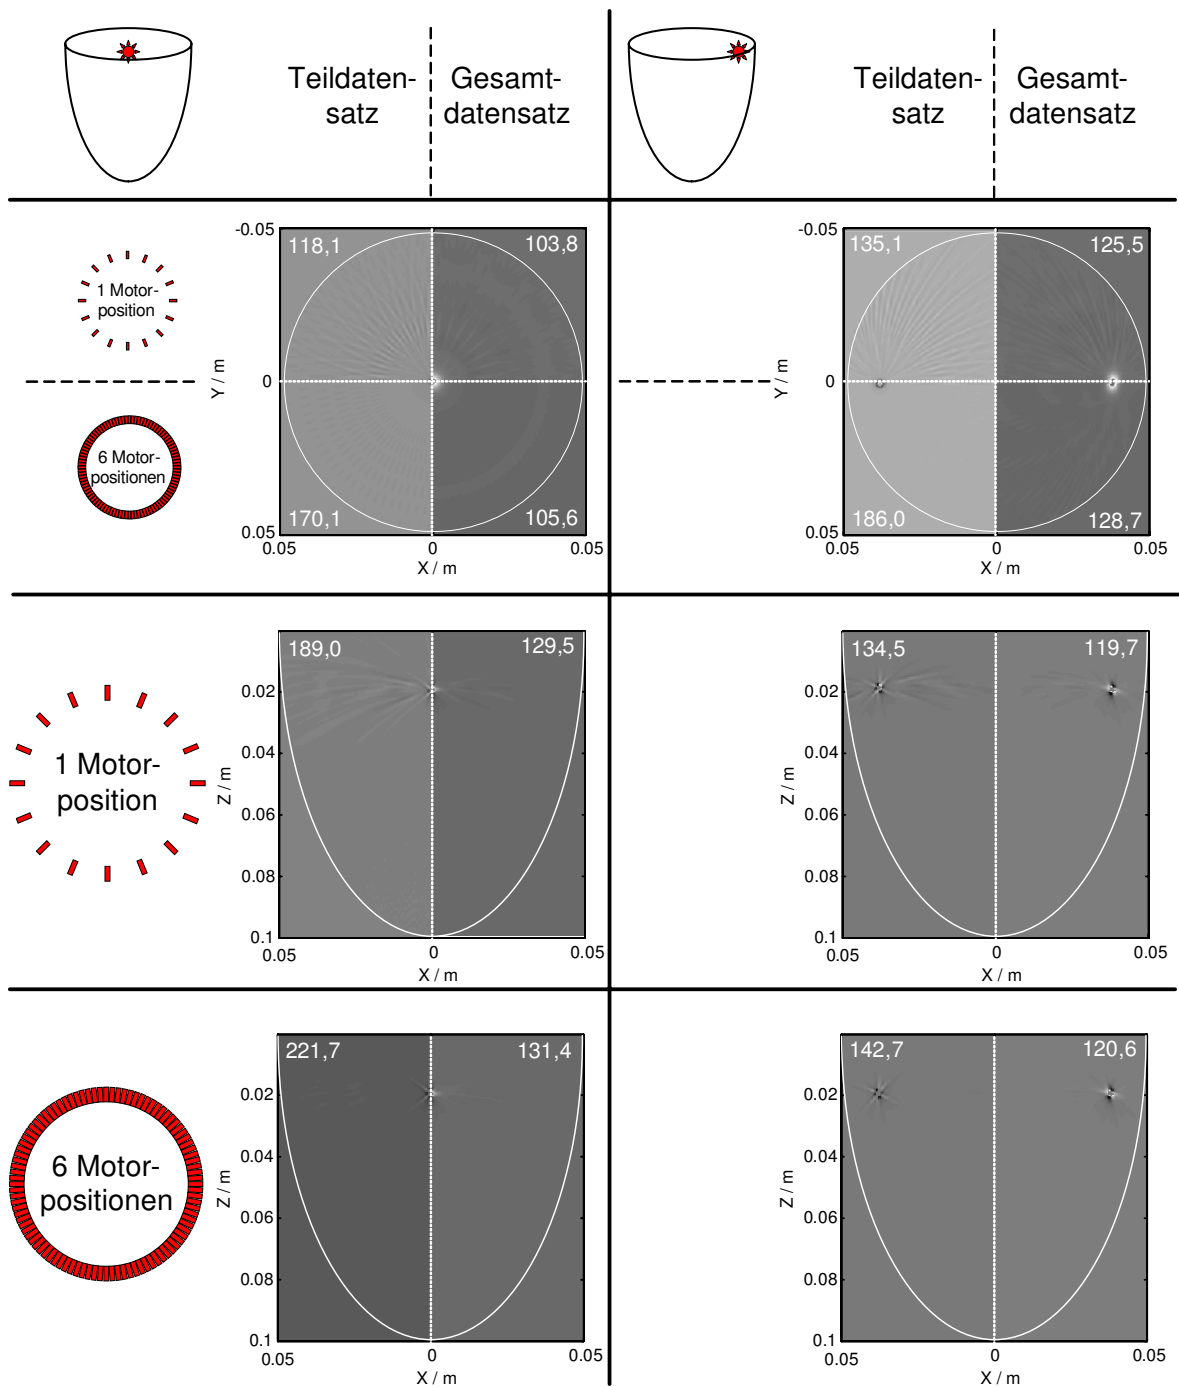 Teildaten-
satz
Gesamt-
datensatz
Teildaten-
satz
Gesamt-
datensatz
1 Motor-
position
6 Motor-
positionen
-0.05
0
0.05
Y / m
118,1
103,8
170,1
105,6
0.05
0
0.05
X / m
135,1
125,5
186,0
128,7
-0.05
0
0.05
Y / m
0.05
0
0.05
X / m
1 Motor-
position
189,0
129,5
0.02
0.04
0.06
0.08
0.1
Z / m
0.05
0
0.05
X / m
134,5
119,7
0.02
0.04
0.06
0.08
0.1
Z / m
0.05
0
0.05
X / m
6 Motor-
positionen
221,7
131,4
0.02
0.04
0.06
0.08
0.1
Z / m
0.05
0
0.05
X / m
142,7
120,6
0.02
0.04
0.06
0.08
0.1
Z / m
0.05
0
0.05
X / m